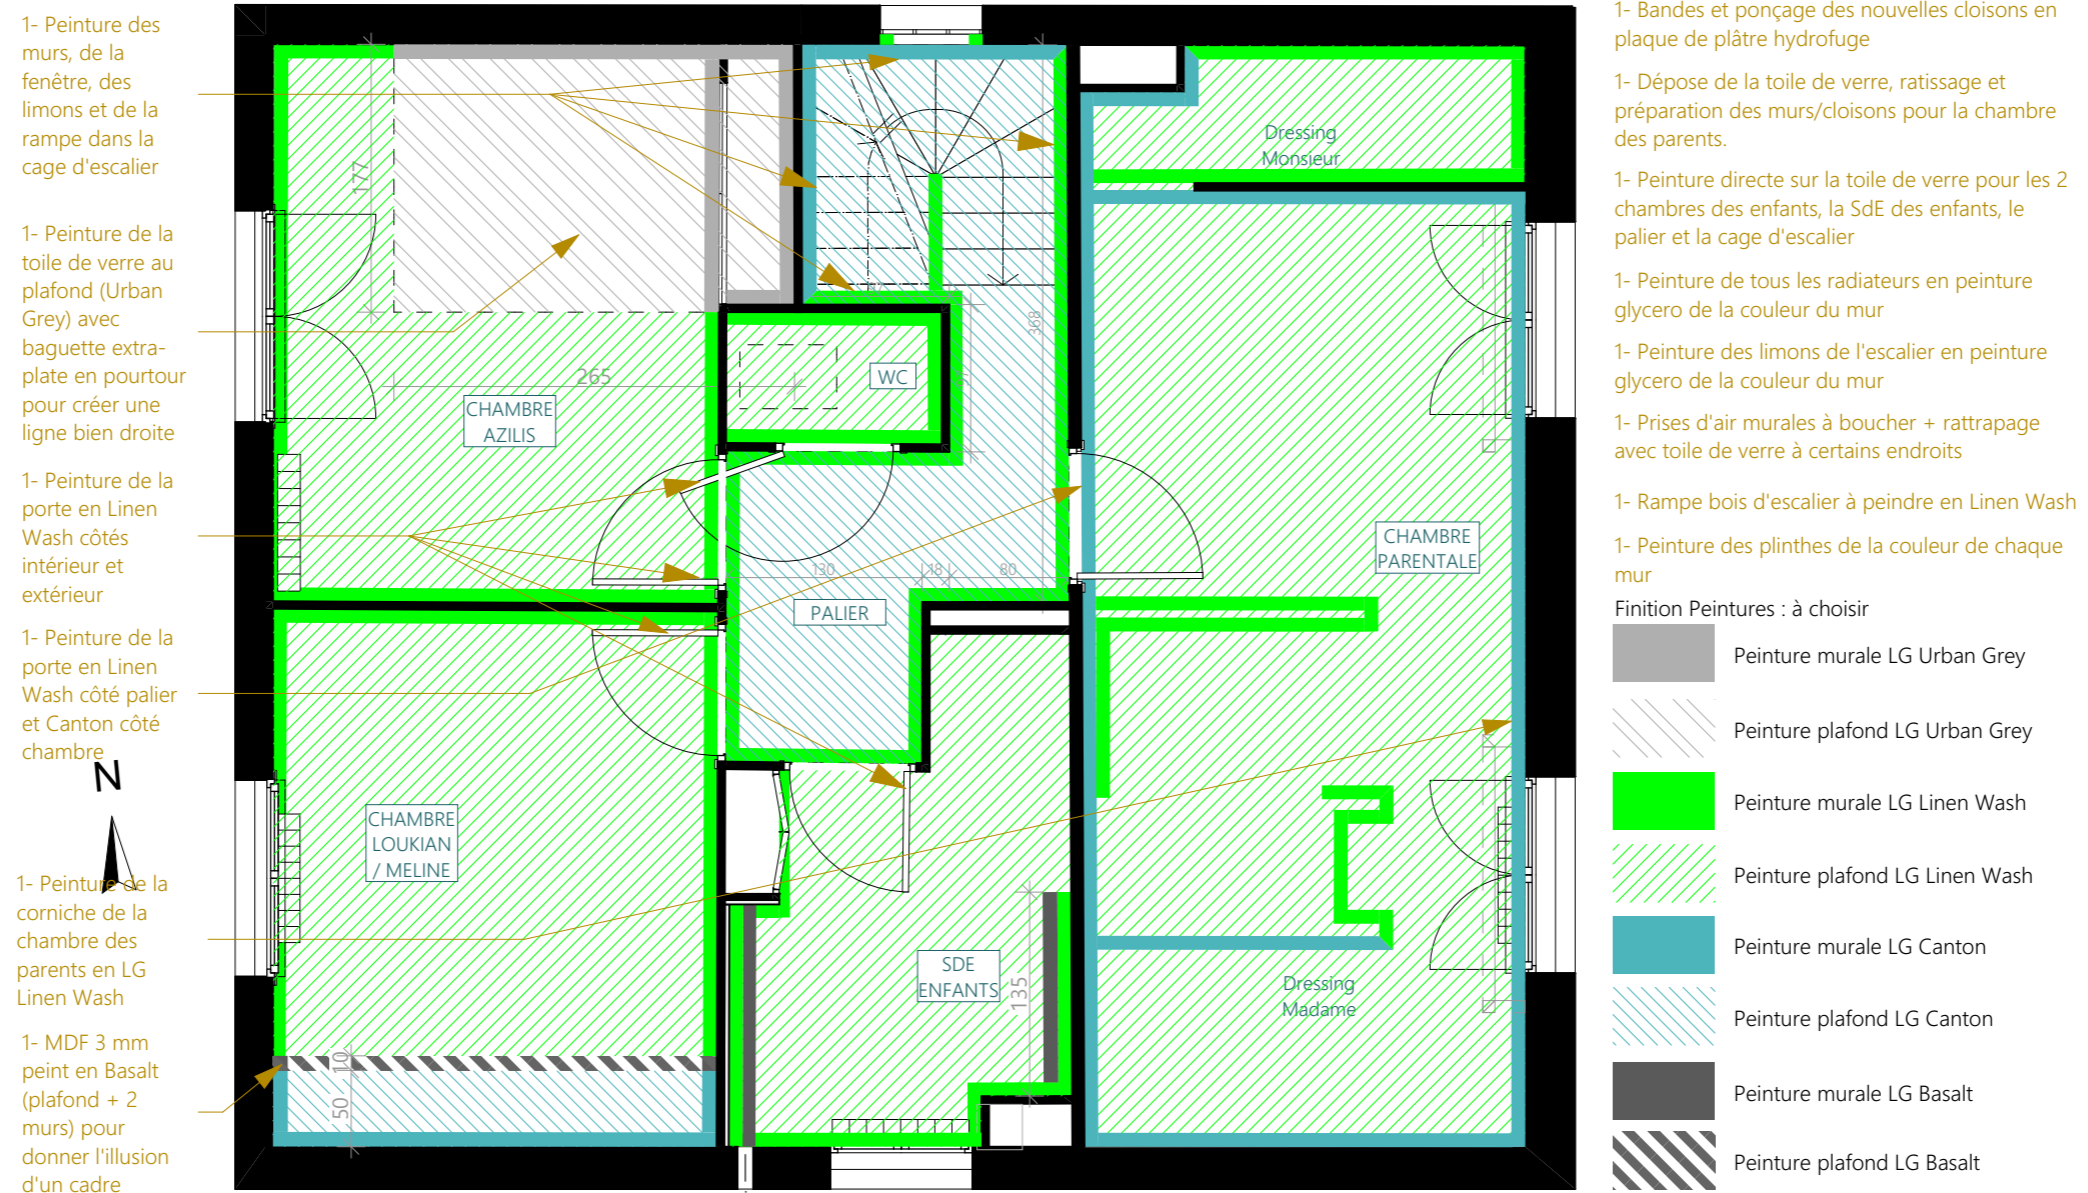 1- Peinture des
murs, de la
fenêtre, des
limons et de la
rampe dans la
cage d'escalier
1- Peinture de la
toile de verre au
plafond (Urban
Grey) avec
baguette extra-
plate en pourtour
pour créer une
ligne bien droite
1- Peinture de la
porte en Linen
Wash côtés
intérieur et
extérieur
1- Peinture de la
porte en Linen
Wash côté palier
et Canton côté
chambre
N
1- Peinture de la
corniche de la
chambre des
parents en LG
Linen Wash
1- MDF 3 mm
peint en Basalt
(plafond + 2
murs) pour
donner l'illusion
d'un cadre
177
265
CHAMBRE
AZILIS
WC
368
Dressing
Monsieur
130
18
80
PALIER
CHAMBRE
PARENTALE
CHAMBRE
LOUKIAN
/ MELINE
SDE
ENFANTS
135
Dressing
Madame
10
50
1- Bandes et ponçage des nouvelles cloisons en
plaque de plâtre hydrofuge
1- Dépose de la toile de verre, ratissage et
préparation des murs/cloisons pour la chambre
des parents.
1- Peinture directe sur la toile de verre pour les 2
chambres des enfants, la SdE des enfants, le
palier et la cage d'escalier
1- Peinture de tous les radiateurs en peinture
glycero de la couleur du mur
1- Peinture des limons de l'escalier en peinture
glycero de la couleur du mur
1- Prises d'air murales à boucher + rattrapage
avec toile de verre à certains endroits
1- Rampe bois d'escalier à peindre en Linen Wash
1- Peinture des plinthes de la couleur de chaque
mur
Finition Peintures : à choisir
Peinture murale LG Urban Grey
Peinture plafond LG Urban Grey
Peinture murale LG Linen Wash
Peinture plafond LG Linen Wash
Peinture murale LG Canton
Peinture plafond LG Canton
Peinture murale LG Basalt
Peinture plafond LG Basalt